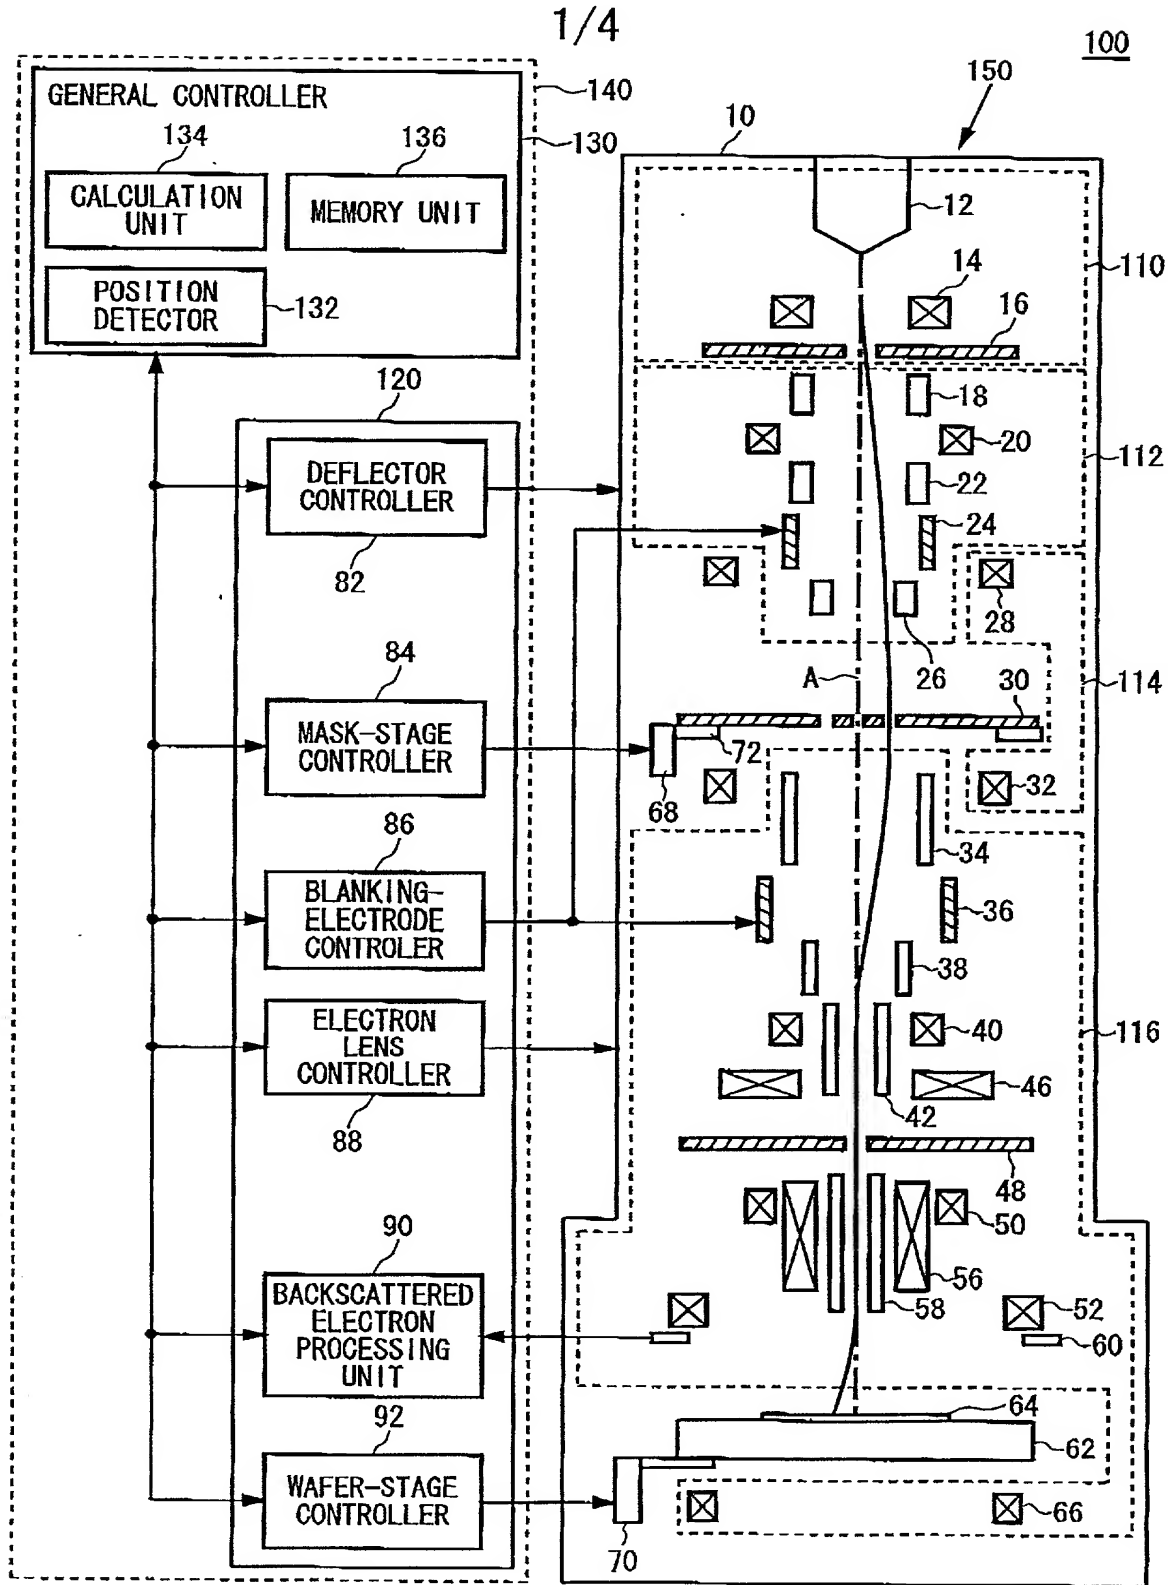 1/4
100
150
GENERAL CONTROLLER
140
130
134
136
CALCULATION
UNIT
MEMORY UNIT
POSITION
DETECTOR
132
10
12
110
14
16
120
18
20
112
22
24
DEFLECTOR
CONTROLLER
82
28
26
A
114
30
84
MASK-STAGE
CONTROLLER
72
68
32
86
34
BLANKING-
ELECTRODE
CONTROLER
36
38
ELECTRON
LENS
CONTROLLER
88
40
116
46
42
48
50
90
BACKSCATTERED
ELECTRON
PROCESSING
UNIT
56
58
52
60
64
62
92
WAFER-STAGE
CONTROLLER
70
66